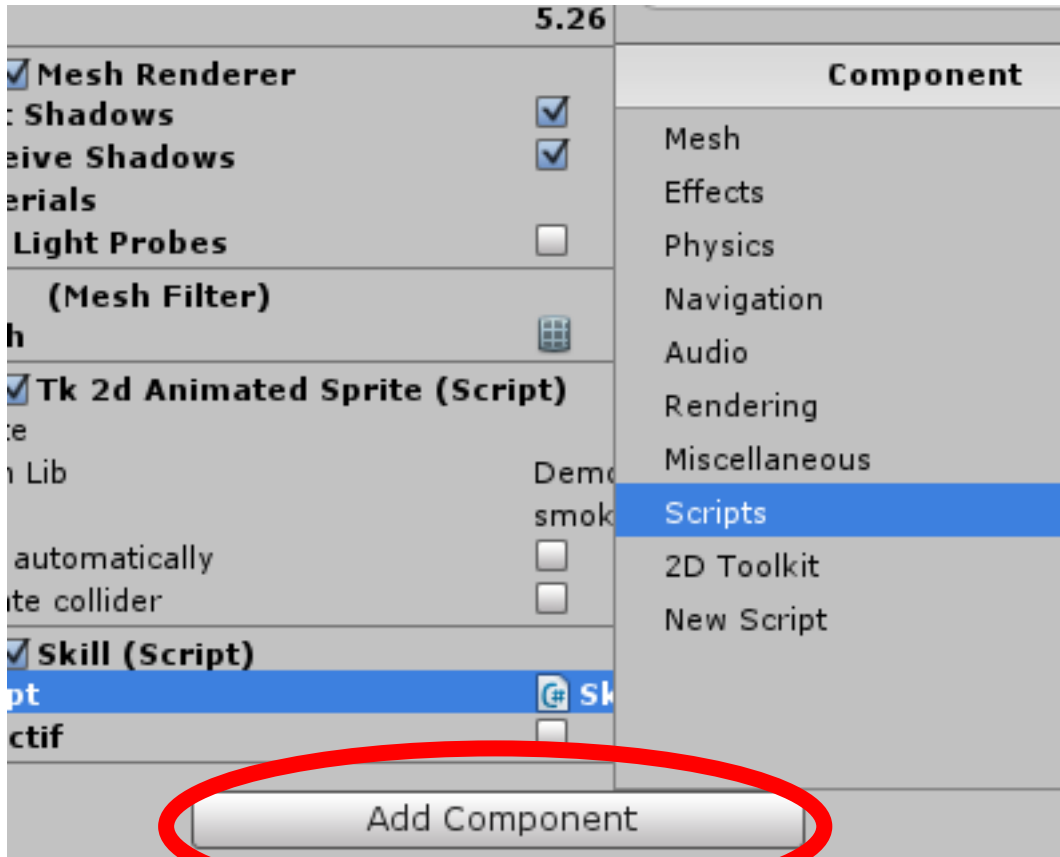 5.26
Mesh Renderer
Shadows
eive Shadows
erials
Light Probes
(Mesh Filter)
h
Tk 2d Animated Sprite (Script)
te
n Lib
Demo
smok
automatically
ate collider
Skill (Script)
pt
Sk
ctif
Add Component
Component
Mesh
Effects
Physics
Navigation
Audio
Rendering
Miscellaneous
Scripts
2D Toolkit
New Script